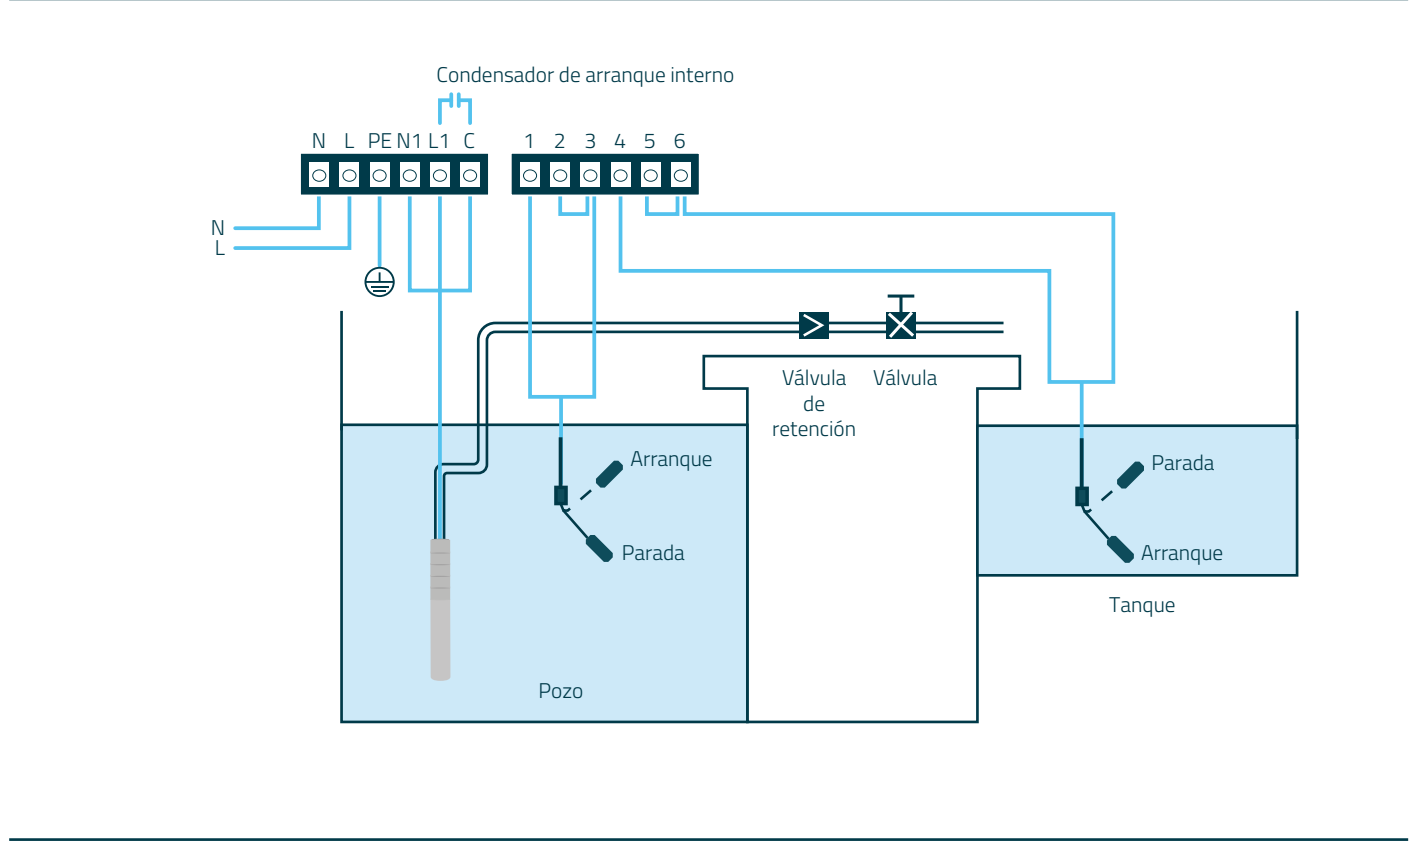 Condensador de arranque interno
N L PE N1 L1 C 1 2 3 4 5 6
N
L
Válvula Válvula
de
retención
Arranque
Parada
Parada
Arranque
Tanque
Pozo